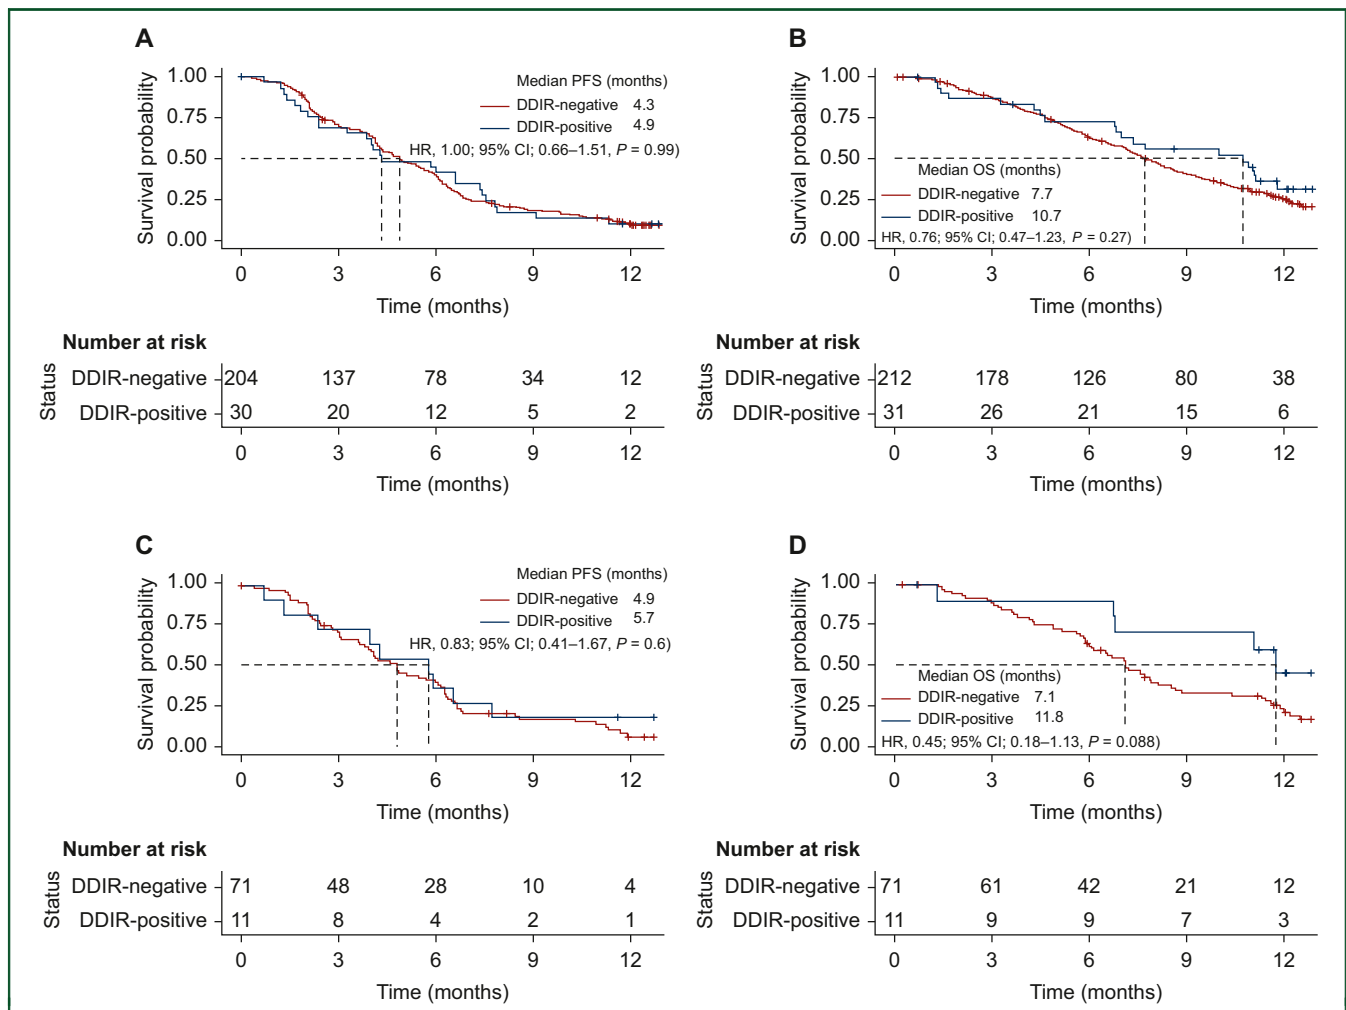 A
Survival probability
1.00
0.75
0.50
0.25
0.00
Median PFS (months)
DDIR-negative 4.3
DDIR-positive 4.9
HR, 1.00; 95% CI; 0.66–1.51, P = 0.99)
0 3 6 9 12
Time (months)
Number at risk
Status
DDIR-negative 204 137 78 34 12
DDIR-positive 30 20 12 5 2
0 3 6 9 12
Time (months)
B
Survival probability
1.00
0.75
0.50
0.25
0.00
Median OS (months)
DDIR-negative 7.7
DDIR-positive 10.7
HR, 0.76; 95% CI; 0.47–1.23, P = 0.27)
0 3 6 9 12
Time (months)
Number at risk
Status
DDIR-negative 212 178 126 80 38
DDIR-positive 31 26 21 15 6
0 3 6 9 12
Time (months)
C
Survival probability
1.00
0.75
0.50
0.25
0.00
Median PFS (months)
DDIR-negative 4.9
DDIR-positive 5.7
HR, 0.83; 95% CI; 0.41–1.67, P = 0.6)
0 3 6 9 12
Time (months)
Number at risk
Status
DDIR-negative 71 48 28 10 4
DDIR-positive 11 8 4 2 1
0 3 6 9 12
Time (months)
D
Survival probability
1.00
0.75
0.50
0.25
0.00
Median OS (months)
DDIR-negative 7.1
DDIR-positive 11.8
HR, 0.45; 95% CI; 0.18–1.13, P = 0.088)
0 3 6 9 12
Time (months)
Number at risk
Status
DDIR-negative 71 61 42 21 12
DDIR-positive 11 9 9 7 3
0 3 6 9 12
Time (months)